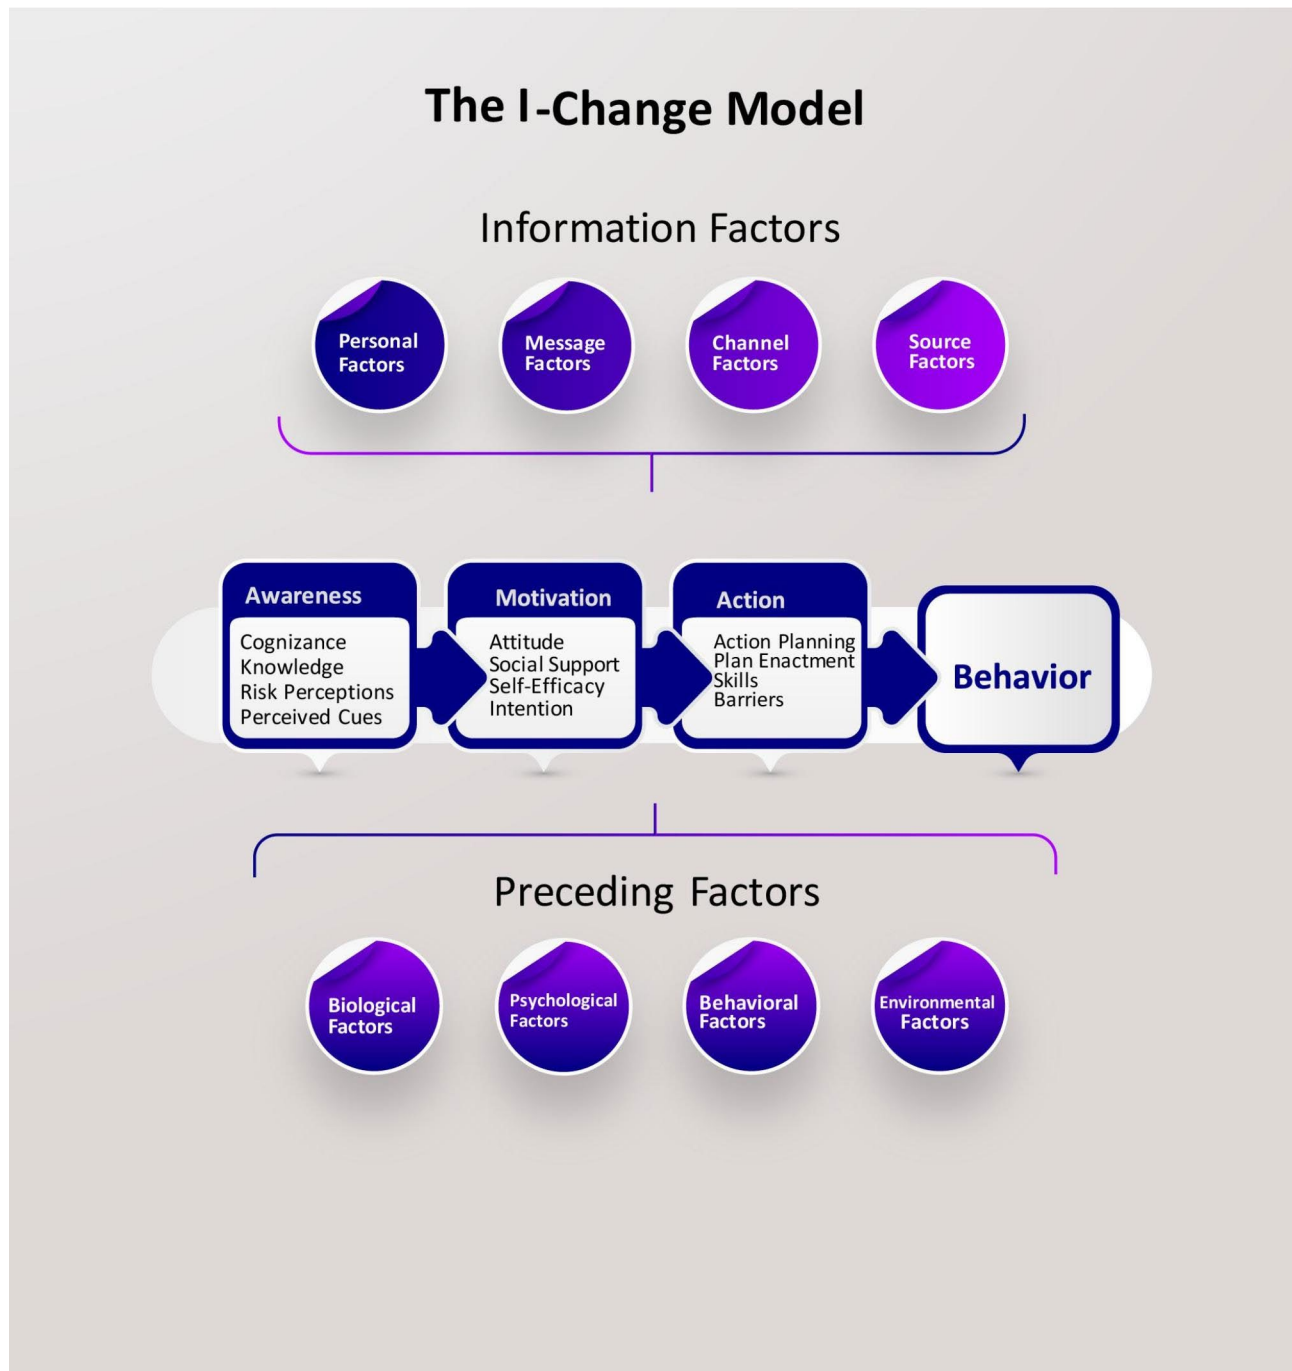 The I-Change Model
Information Factors
Personal
Factors
Message
Factors
Channel
Factors
Source
Factors
Awareness
Cognizance
Knowledge
Risk Perceptions
Perceived Cues
Motivation
Attitude
Social Support
Self-Efficacy
Intention
Action
Action Planning
Plan Enactment
Skills
Barriers
Behavior
Preceding Factors
Biological
Factors
Psychological
Factors
Behavioral
Factors
Environmental
Factors